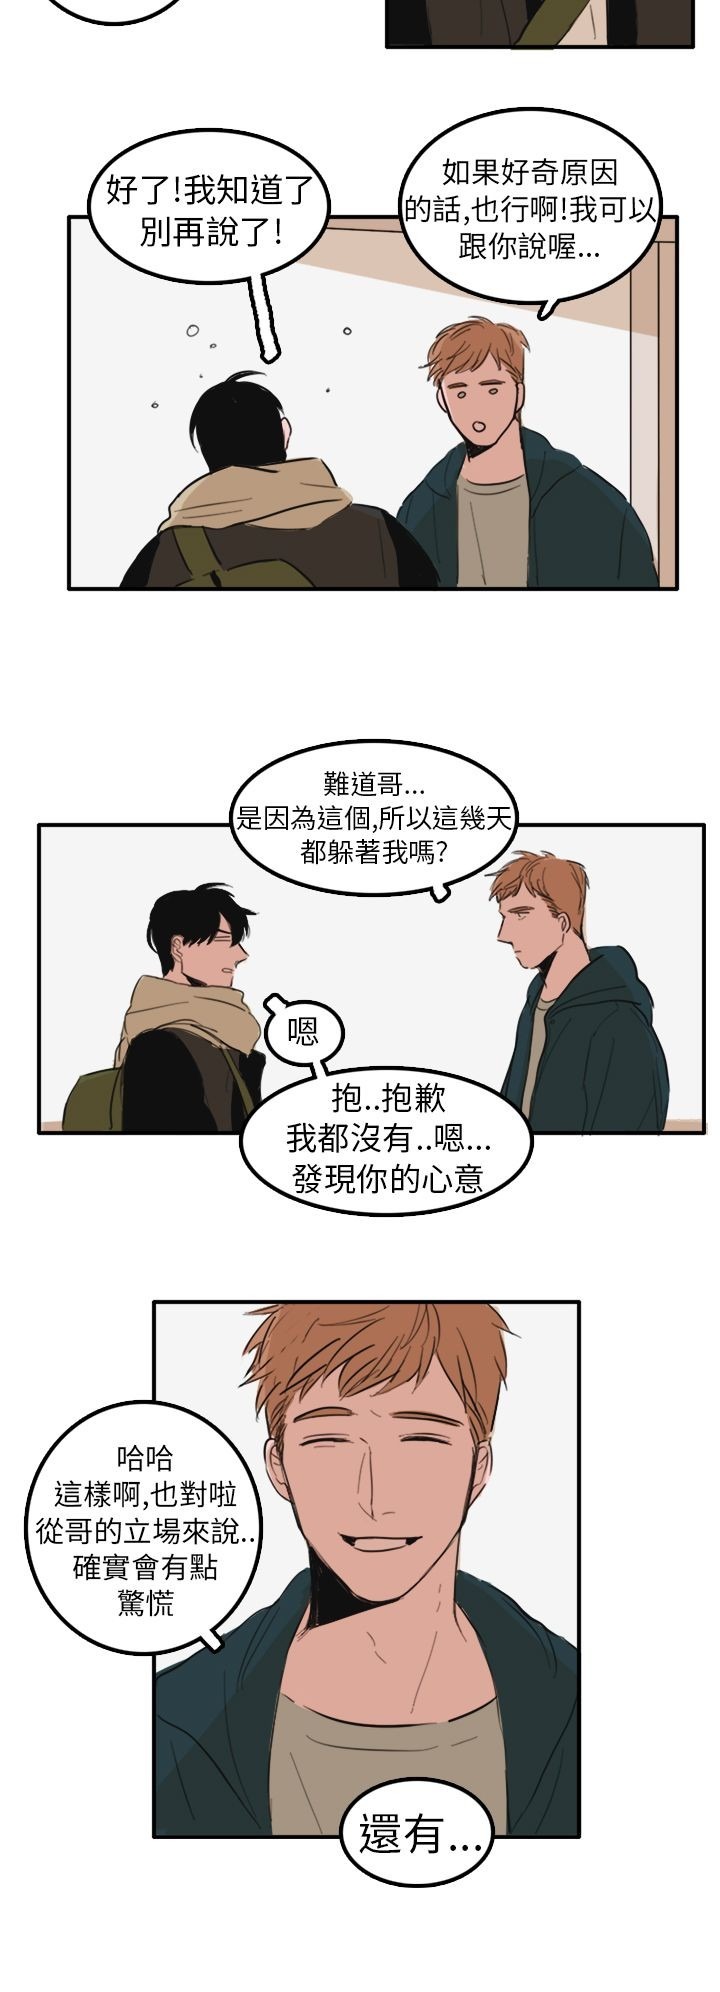 好了!我知道了
別再說了!
如果好奇原因
的話,也行啊!我可以
跟你說喔...
難道哥...
是因為這個,所以這幾天
都躲著我嗎?
嗯
抱..抱歉
我都沒有..嗯...
發現你的心意
哈哈
這樣啊,也對啦
從哥的立場來說..
確實會有點
驚慌
還有...